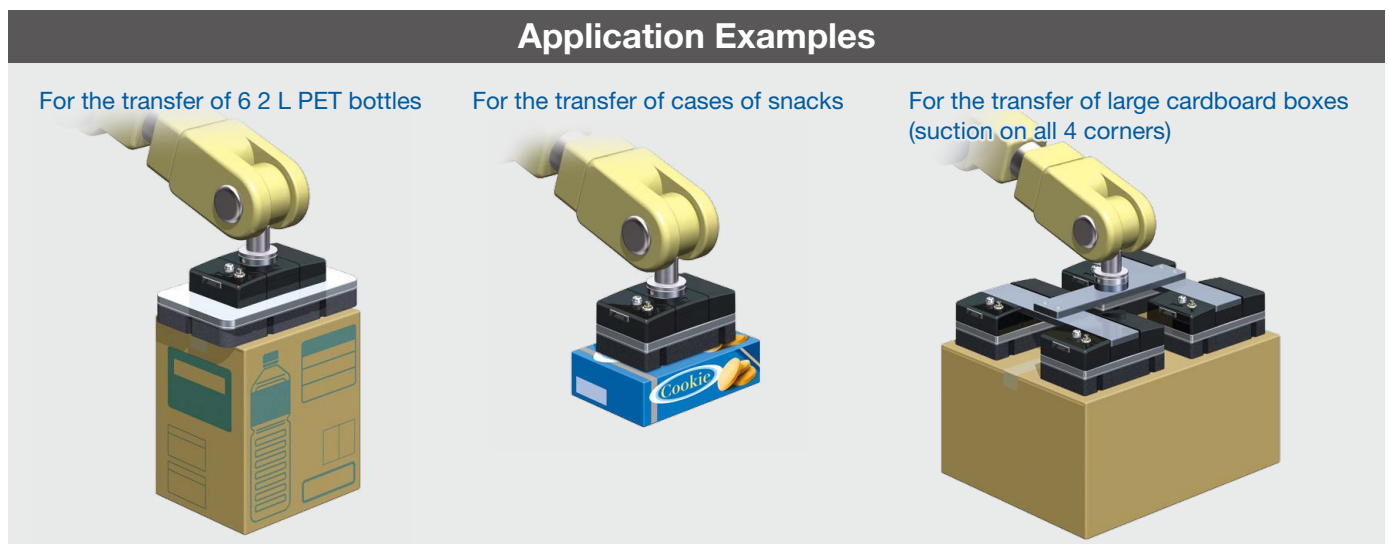 Application Examples
For the transfer of 6 2 L PET bottles
For the transfer of cases of snacks
For the transfer of large cardboard boxes
(suction on all 4 corners)
Cookie